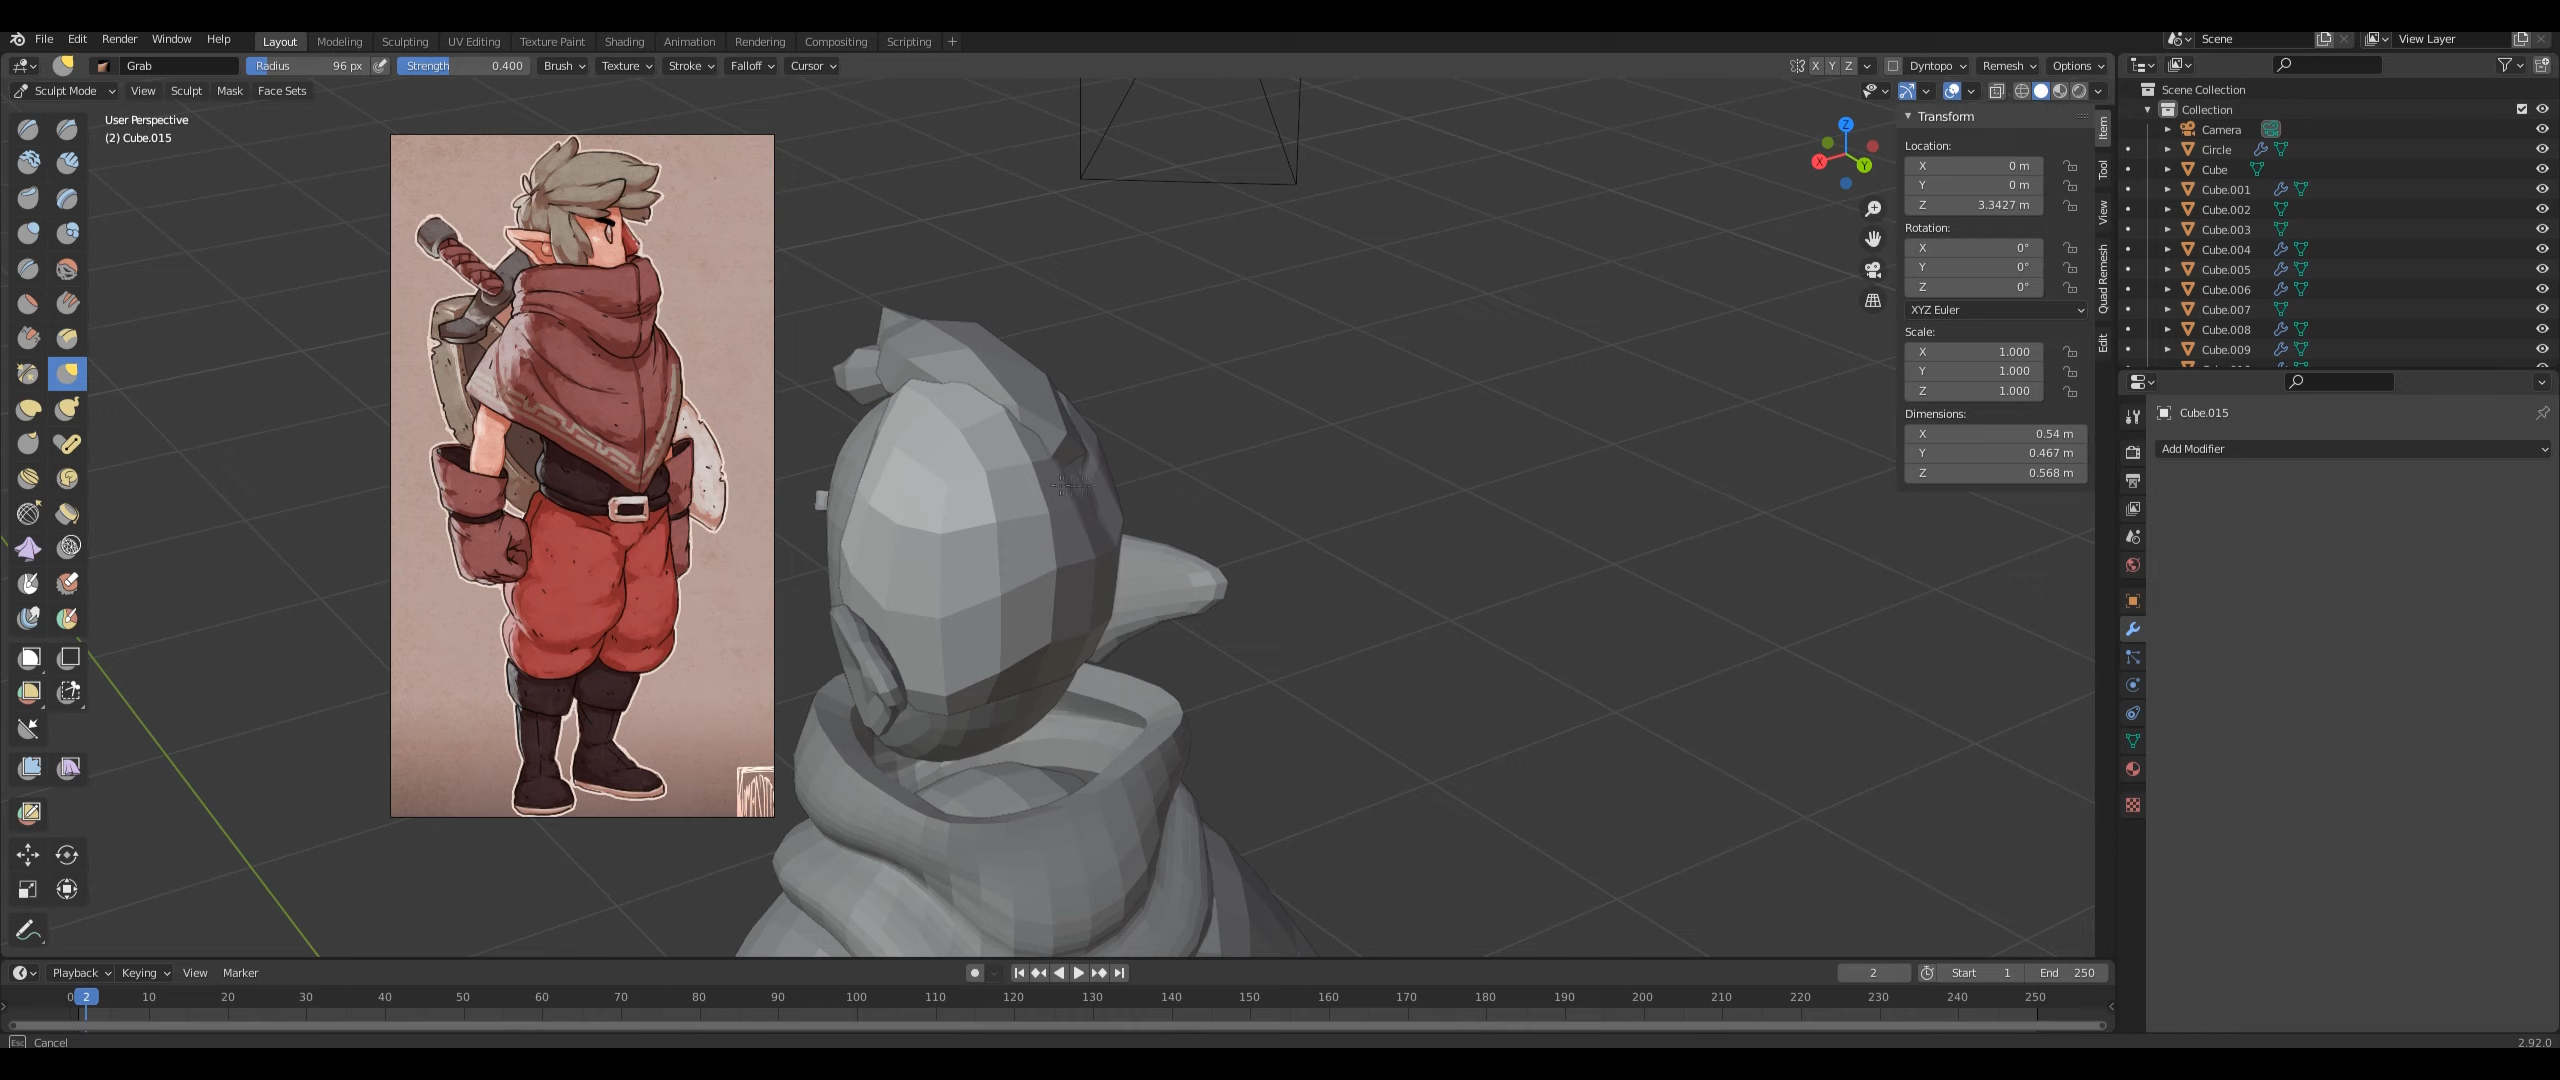 File Edit Render Window Help Layout Modeling Sculpting UV Editing Texture Paint Shading Animation Rendering Compositing Scripting + Scene View Layer
Grab Radius 96 px Strength 0.400 Brush Texture Stroke Falloff Cursor X Y Z Dyntopo Remesh Options
Sculpt Mode View Sculpt Mask Face Sets
User Perspective
(2) Cube.015
Z
X
Y
Transform
Location:
X 0 m
Y 0 m
Z 3.3427 m
Rotation:
X 0°
Y 0°
Z 0°
XYZ Euler
Scale:
X 1.000
Y 1.000
Z 1.000
Dimensions:
X 0.54 m
Y 0.467 m
Z 0.568 m
Item
Tool
View
Quad Remesh
Edit
Scene Collection
Collection
Camera
Circle
Cube
Cube.001
Cube.002
Cube.003
Cube.004
Cube.005
Cube.006
Cube.007
Cube.008
Cube.009
Cube.015
Add Modifier
Playback Keying View Marker 2 Start 1 End 250
0 2 10 20 30 40 50 60 70 80 90 100 110 120 130 140 150 160 170 180 190 200 210 220 230 240 250
Esc Cancel 2.92.0